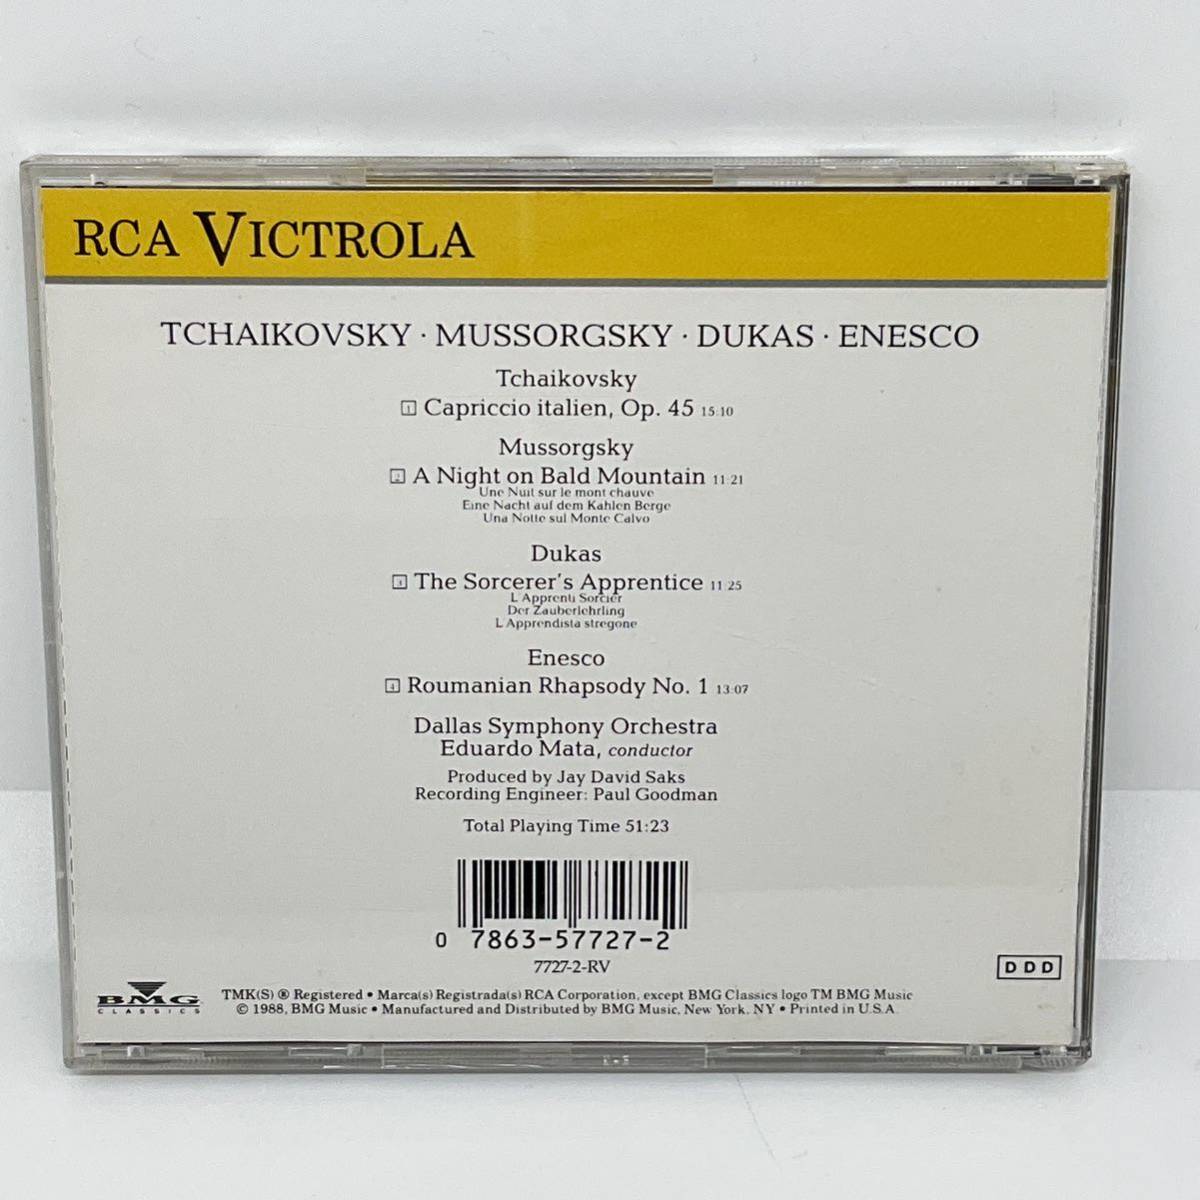 RCA VICTROLA
TCHAIKOVSKY · MUSSORGSKY · DUKAS · ENESCO
Tchaikovsky
1 Capriccio italien, Op. 45 15:10
Mussorgsky
2 A Night on Bald Mountain 11:21
Une Nuit sur le mont chauve
Eine Nacht auf dem Kahlen Berge
Una Notte sul Monte Calvo
Dukas
3 The Sorcerer's Apprentice 11:25
L'Apprenti Sorcier
Der Zauberlehrling
L'Apprendista stregone
Enesco
4 Roumanian Rhapsody No. 1 13:07
Dallas Symphony Orchestra
Eduardo Mata, conductor
Produced by Jay David Saks
Recording Engineer: Paul Goodman
Total Playing Time 51:23
0 7863-57727-2
7727-2-RV
DDD
BMG
CLASSICS
TMK(S) ® Registered • Marca(s) Registrada(s) RCA Corporation, except BMG Classics logo TM BMG Music
© 1988, BMG Music • Manufactured and Distributed by BMG Music, New York, NY • Printed in U.S.A.